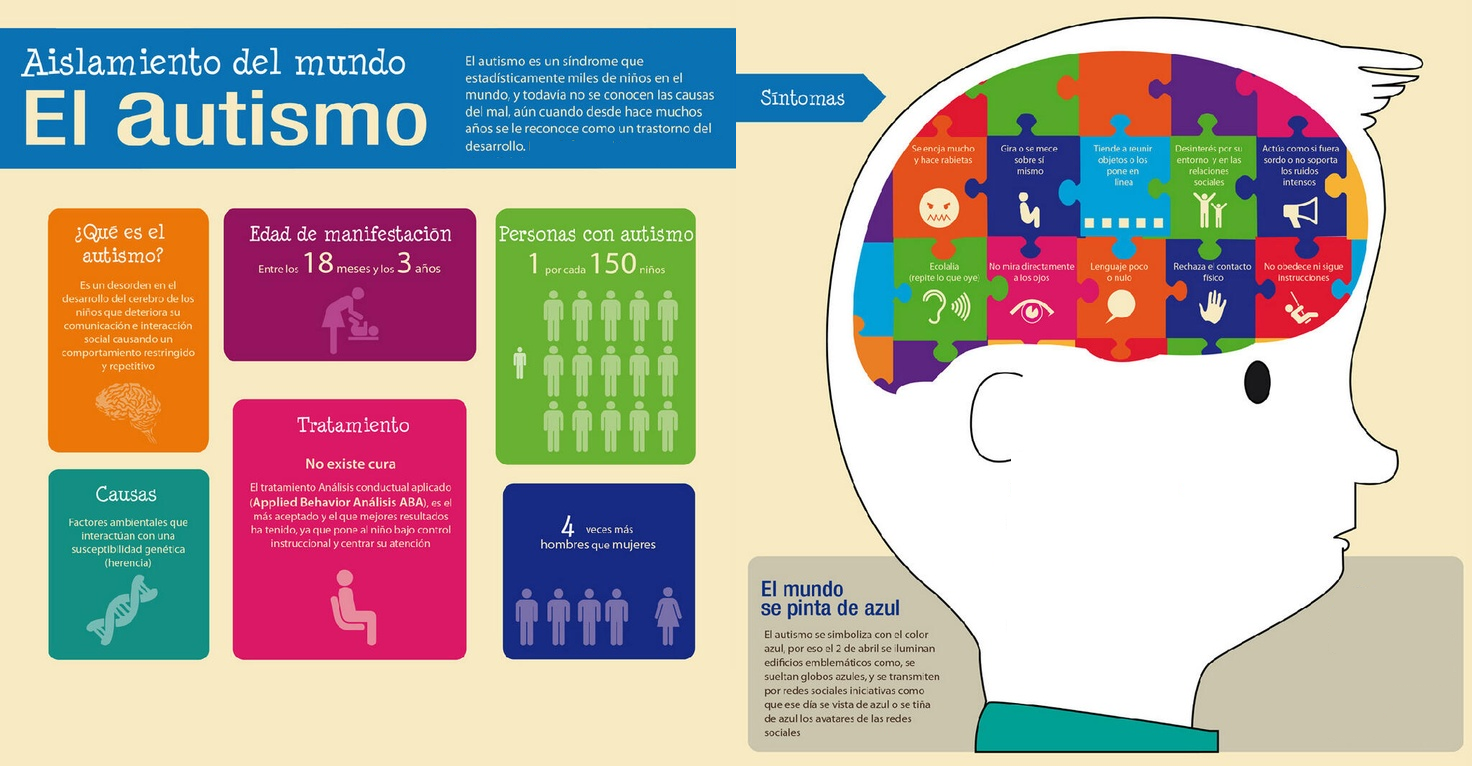 Aislamiento del mundo
El autismo
El autismo es un síndrome que
estadísticamente miles de niños en el
mundo, y todavía no se conocen las causas
del mal, aún cuando desde hace muchos
años se le reconoce como un trastorno del
desarrollo.
¿Qué es el
autismo?
Es un desorden en el
desarrollo del cerebro de los
niños que deteriora su
comunicación e interacción
social causando un
comportamiento restringido
y repetitivo
Edad de manifestación
Entre los 18 meses y los 3 años
Personas con autismo
1 por cada 150 niños
Causas
Factores ambientales que
interactúan con una
susceptibilidad genética
(herencia)
Tratamiento
No existe cura
El tratamiento Análisis conductual aplicado
(Applied Behavior Análisis ABA), es el
más aceptado y el que mejores resultados
ha tenido, ya que pone al niño bajo control
instruccional y centrar su atención
4 veces más
hombres que mujeres
Síntomas
Se enoja mucho
y hace rabietas
Gira o se mece
sobre sí
mismo
Tiende a reunir
objetos o los
pone en
línea
Desinterés por su
entorno y en las
relaciones
sociales
Actúa como si fuera
sordo o no soporta
los ruidos
intensos
Ecolalia
(repite lo que oye)
No mira directamente
a los ojos
Lenguaje poco
o nulo
Rechaza el contacto
físico
No obedece ni sigue
instrucciones
El mundo
se pinta de azul
El autismo se simboliza con el color
azul, por eso el 2 de abril se iluminan
edificios emblemáticos como, se
sueltan globos azules, y se transmiten
por redes sociales iniciativas como
que ese día se vista de azul o se tiña
de azul los avatares de las redes
sociales